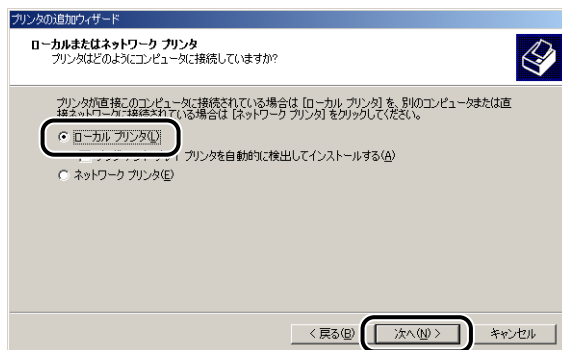 プリンタの追加ウィザード
ローカルまたはネットワーク プリンタ
プリンタはどのようにコンピュータに接続していますか?
プリンタが直接このコンピュータに接続されている場合は [ローカル プリンタ] を、別のコンピュータまたは直
接ネットワークに接続されている場合は [ネットワーク プリンタ] をクリックしてください。
ローカル プリンタ(L)
プリンタを自動的に検出してインストールする(A)
ネットワーク プリンタ(E)
< 戻る(B)
次へ(N) >
キャンセル